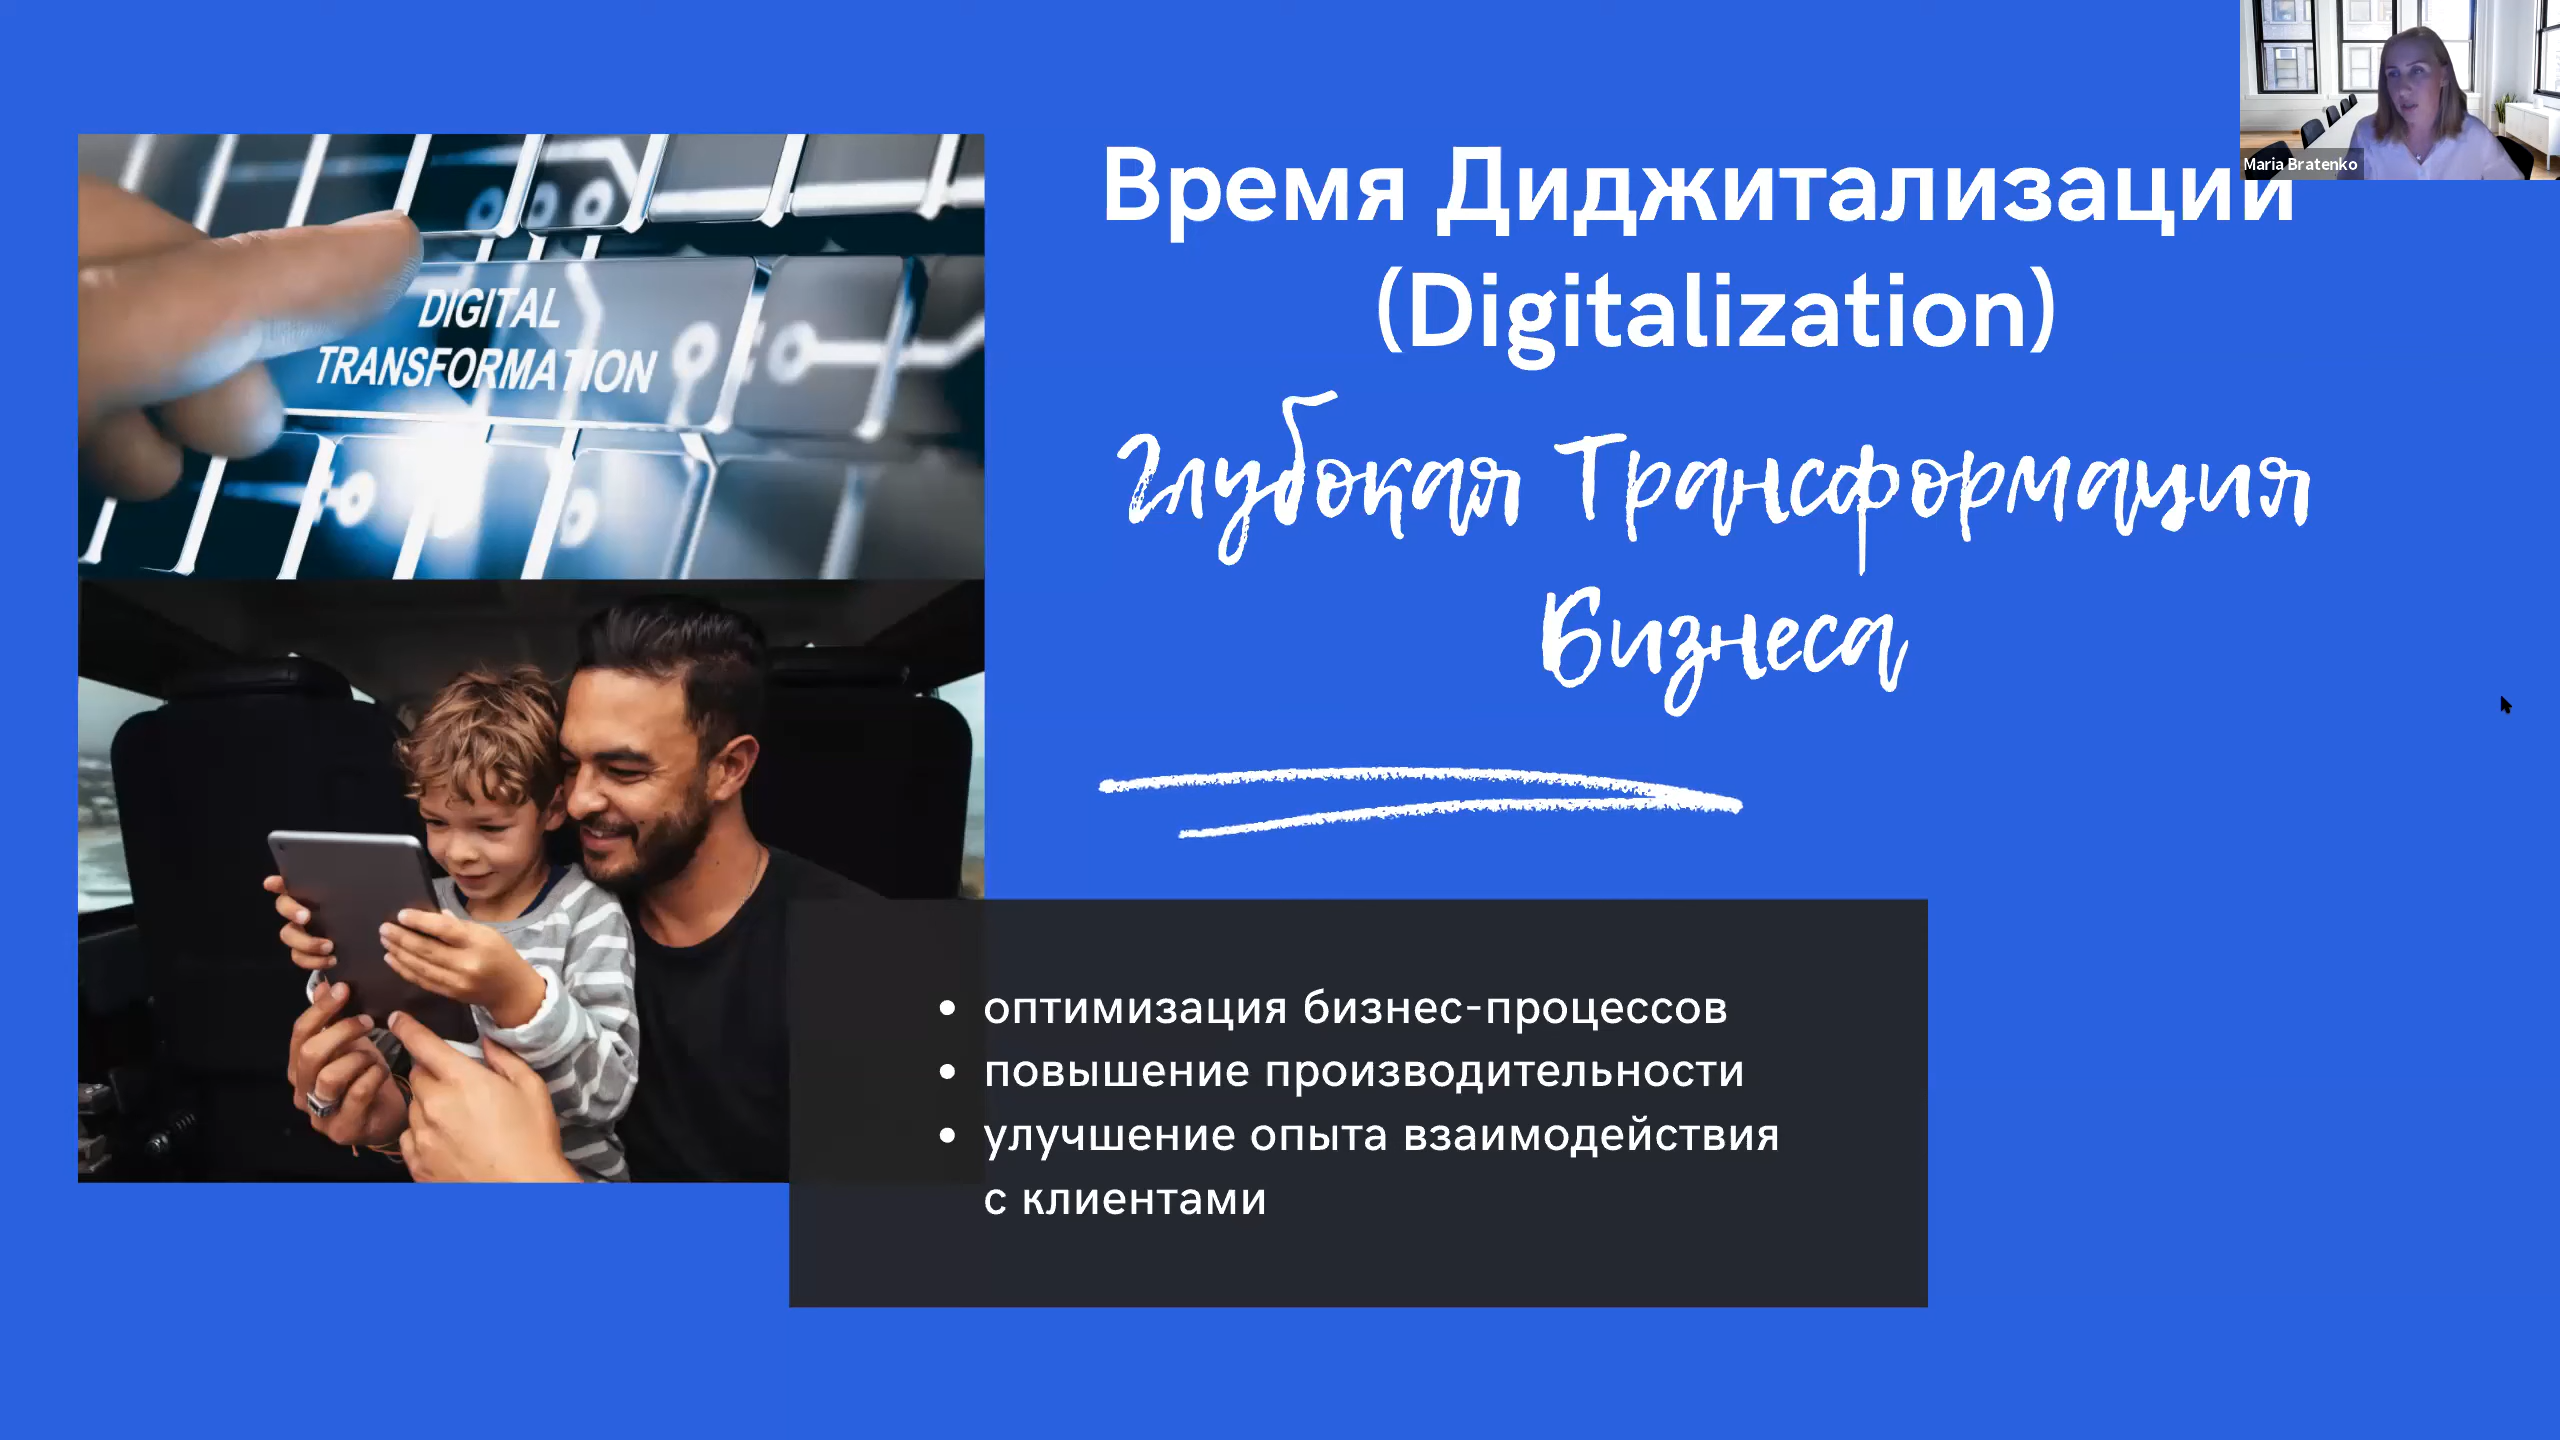 Maria Bratenko
Время Диджитализации
(Digitalization)
Глубокая Трансформация
Бизнеса
DIGITAL
TRANSFORMATION
• оптимизация бизнес-процессов
• повышение производительности
• улучшение опыта взаимодействия
с клиентами